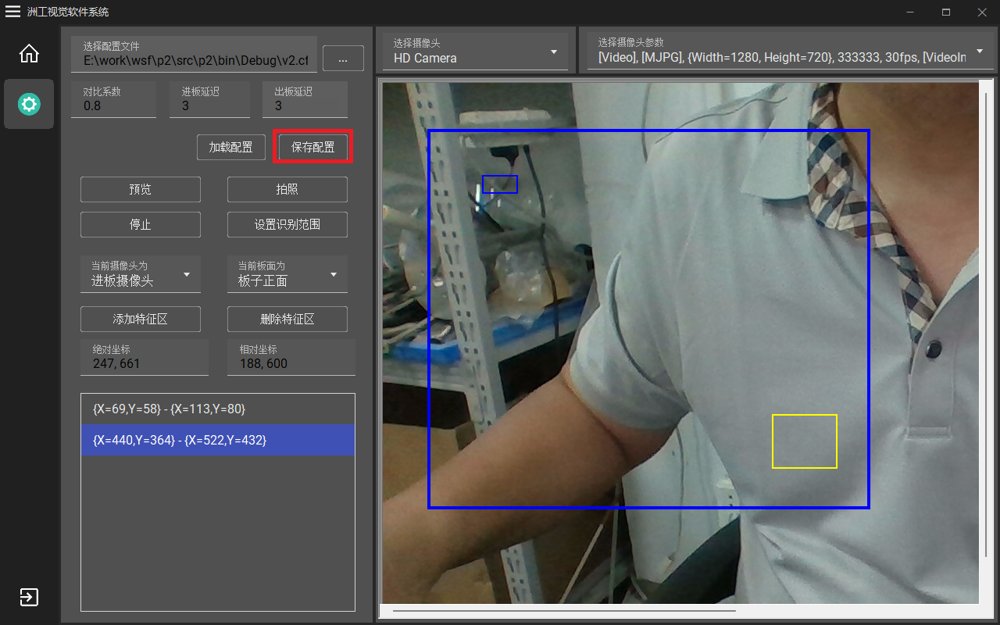 洲工视觉软件系统
选择配置文件
E:\work\wsf\p2\src\p2\bin\Debug\v2.cf
...
对比系数
0.8
进板延迟
3
出板延迟
3
加载配置
保存配置
预览
拍照
停止
设置识别范围
当前摄像头为
进板摄像头
当前板面为
板子正面
添加特征区
删除特征区
绝对坐标
247, 661
相对坐标
188, 600
{X=69,Y=58} - {X=113,Y=80}
{X=440,Y=364} - {X=522,Y=432}
选择摄像头
HD Camera
选择摄像头参数
[Video], [MJPG], {Width=1280, Height=720}, 333333, 30fps, [VideoIn